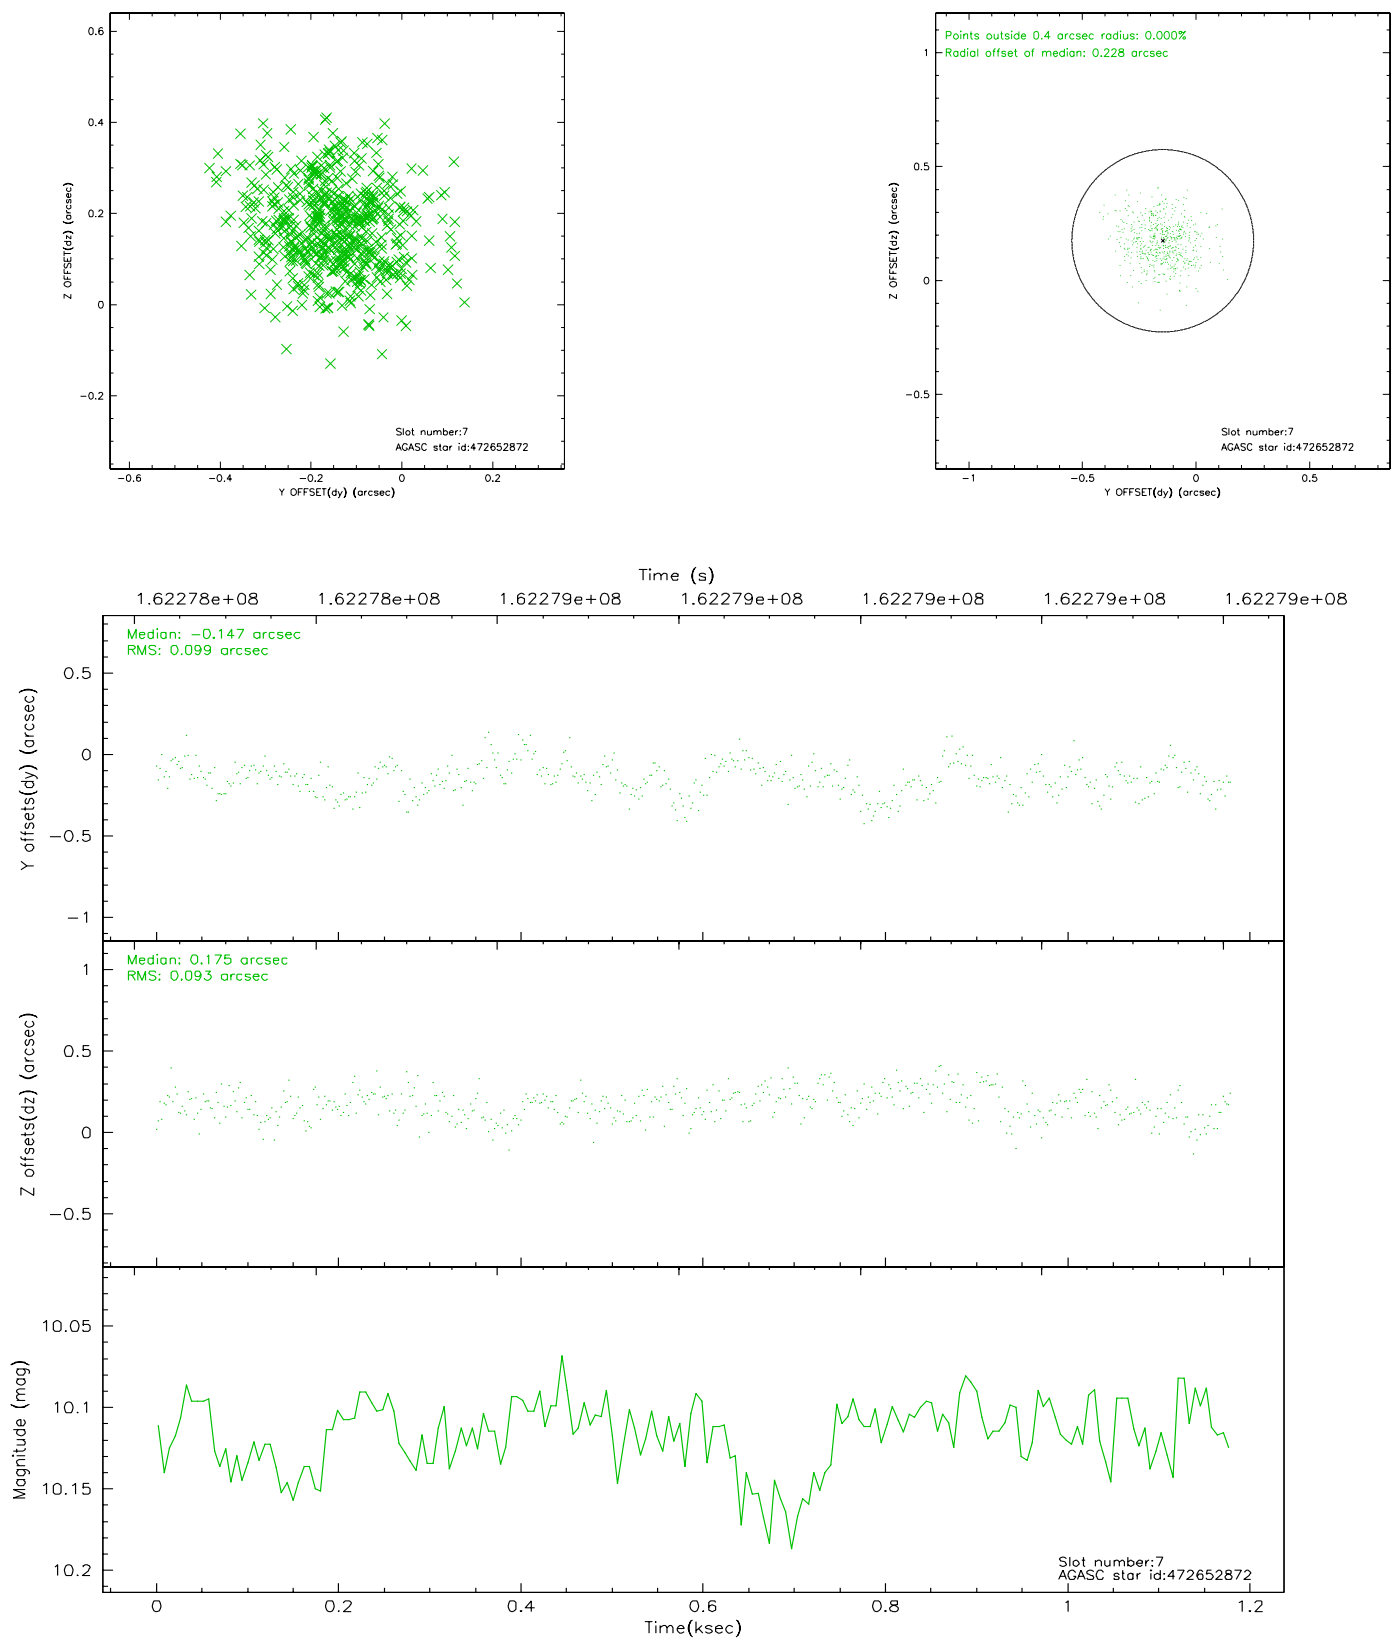 0.6
0.4
0.2
0
−0.2
Z OFFSET(dz) (arcsec)
Slot number:7
AGASC star id:472652872
−0.6 −0.4 −0.2 0 0.2
Y OFFSET(dy) (arcsec)
Points outside 0.4 arcsec radius: 0.000%
Radial offset of median: 0.228 arcsec
1
0.5
0
−0.5
Z OFFSET(dz) (arcsec)
Slot number:7
AGASC star id:472652872
−1 −0.5 0 0.5
Y OFFSET(dy) (arcsec)
Time (s)
1.62278e+08 1.62278e+08 1.62279e+08 1.62279e+08 1.62279e+08 1.62279e+08 1.62279e+08
Median: −0.147 arcsec
RMS: 0.099 arcsec
0.5
0
−0.5
−1
Y offsets(dy) (arcsec)
Median: 0.175 arcsec
RMS: 0.093 arcsec
1
0.5
0
−0.5
Z offsets(dz) (arcsec)
10.05
10.1
10.15
10.2
Magnitude (mag)
Slot number:7
AGASC star id:472652872
0 0.2 0.4 0.6 0.8 1 1.2
Time(ksec)